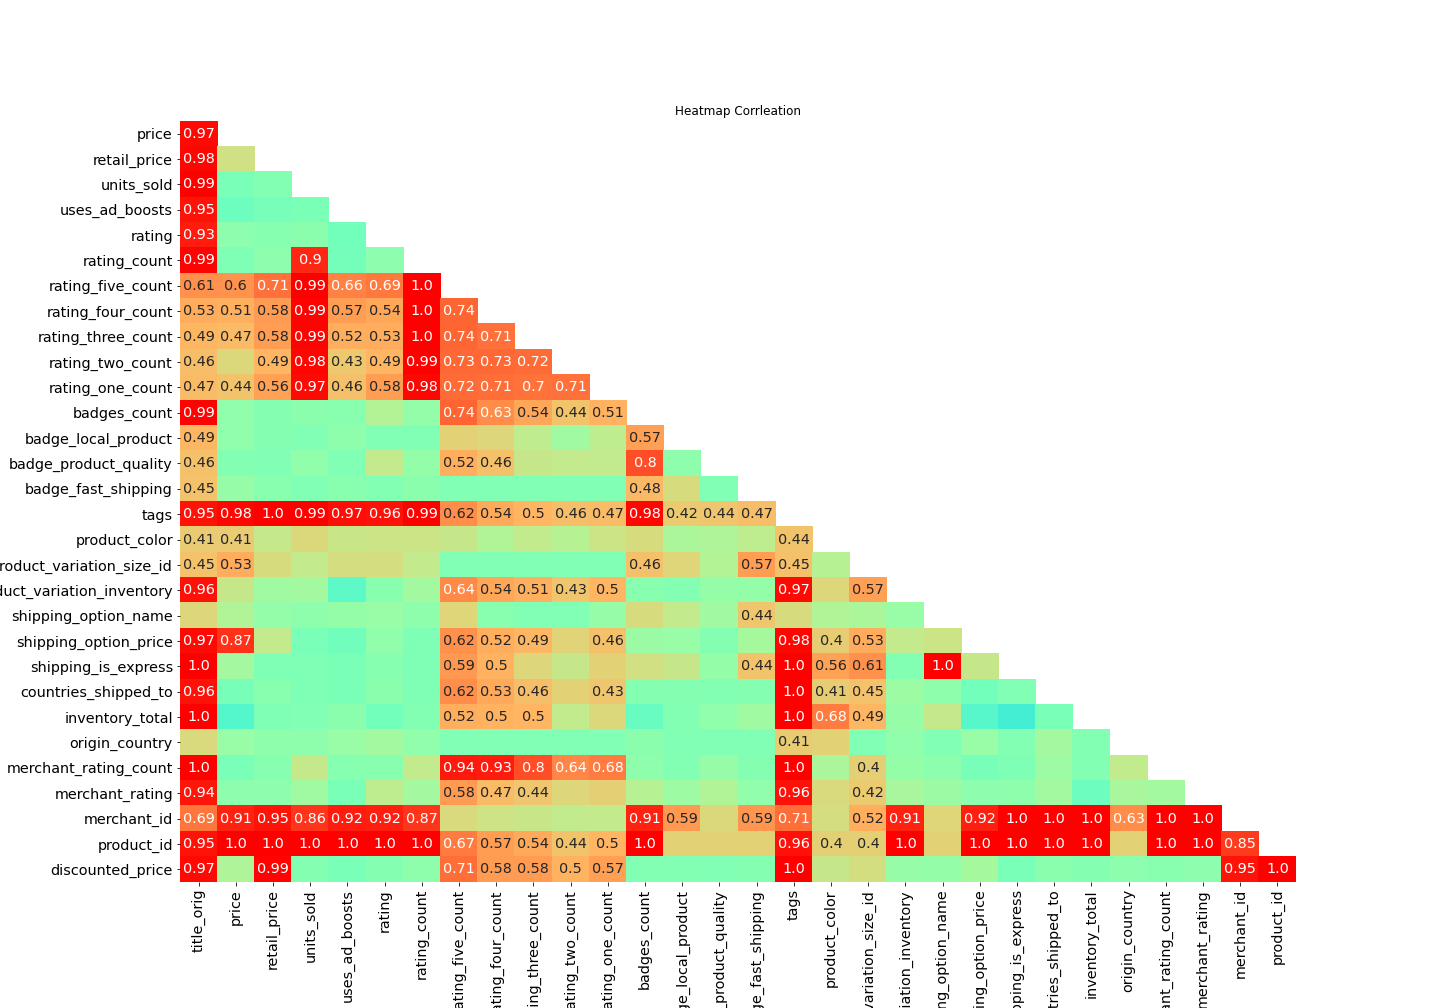 Heatmap Corrleation
price 0.97
retail_price 0.98
units_sold 0.99
uses_ad_boosts 0.95
rating 0.93
rating_count 0.99 0.9
rating_five_count 0.61 0.6 0.71 0.99 0.66 0.69 1.0
rating_four_count 0.53 0.51 0.58 0.99 0.57 0.54 1.0 0.74
rating_three_count 0.49 0.47 0.58 0.99 0.52 0.53 1.0 0.74 0.71
rating_two_count 0.46 0.49 0.98 0.43 0.49 0.99 0.73 0.73 0.72
rating_one_count 0.47 0.44 0.56 0.97 0.46 0.58 0.98 0.72 0.71 0.7 0.71
badges_count 0.99 0.74 0.63 0.54 0.44 0.51
badge_local_product 0.49 0.57
badge_product_quality 0.46 0.52 0.46 0.8
badge_fast_shipping 0.45 0.48
tags 0.95 0.98 1.0 0.99 0.97 0.96 0.99 0.62 0.54 0.5 0.46 0.47 0.98 0.42 0.44 0.47
product_color 0.41 0.41 0.44
roduct_variation_size_id 0.45 0.53 0.46 0.57 0.45
duct_variation_inventory 0.96 0.64 0.54 0.51 0.43 0.5 0.97 0.57
shipping_option_name 0.44
shipping_option_price 0.97 0.87 0.62 0.52 0.49 0.46 0.98 0.4 0.53
shipping_is_express 1.0 0.59 0.5 0.44 1.0 0.56 0.61 1.0
countries_shipped_to 0.96 0.62 0.53 0.46 0.43 1.0 0.41 0.45
inventory_total 1.0 0.52 0.5 0.5 1.0 0.68 0.49
origin_country 0.41
merchant_rating_count 1.0 0.94 0.93 0.8 0.64 0.68 1.0 0.4
merchant_rating 0.94 0.58 0.47 0.44 0.96 0.42
merchant_id 0.69 0.91 0.95 0.86 0.92 0.92 0.87 0.91 0.59 0.59 0.71 0.52 0.91 0.92 1.0 1.0 1.0 0.63 1.0 1.0
product_id 0.95 1.0 1.0 1.0 1.0 1.0 1.0 0.67 0.57 0.54 0.44 0.5 1.0 0.96 0.4 0.4 1.0 1.0 1.0 1.0 1.0 1.0 1.0 0.85
discounted_price 0.97 0.99 0.71 0.58 0.58 0.5 0.57 1.0 0.95 1.0
title_orig
price
retail_price
units_sold
uses_ad_boosts
rating
rating_count
ating_five_count
ating_four_count
ing_three_count
ating_two_count
ating_one_count
badges_count
ge_local_product
_product_quality
ge_fast_shipping
tags
product_color
variation_size_id
iation_inventory
ng_option_name
ing_option_price
pping_is_express
tries_shipped_to
inventory_total
origin_country
ant_rating_count
merchant_rating
merchant_id
product_id